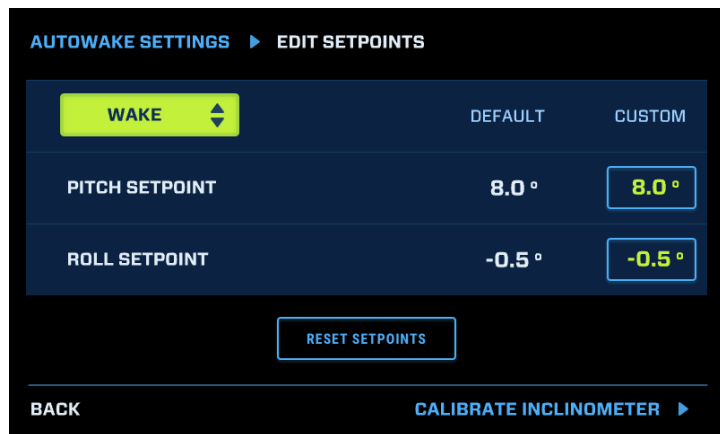 AUTOWAKE SETTINGS ▶ EDIT SETPOINTS
WAKE DEFAULT CUSTOM
PITCH SETPOINT 8.0 º 8.0 º
ROLL SETPOINT -0.5 º -0.5 º
RESET SETPOINTS
BACK CALIBRATE INCLINOMETER ▶